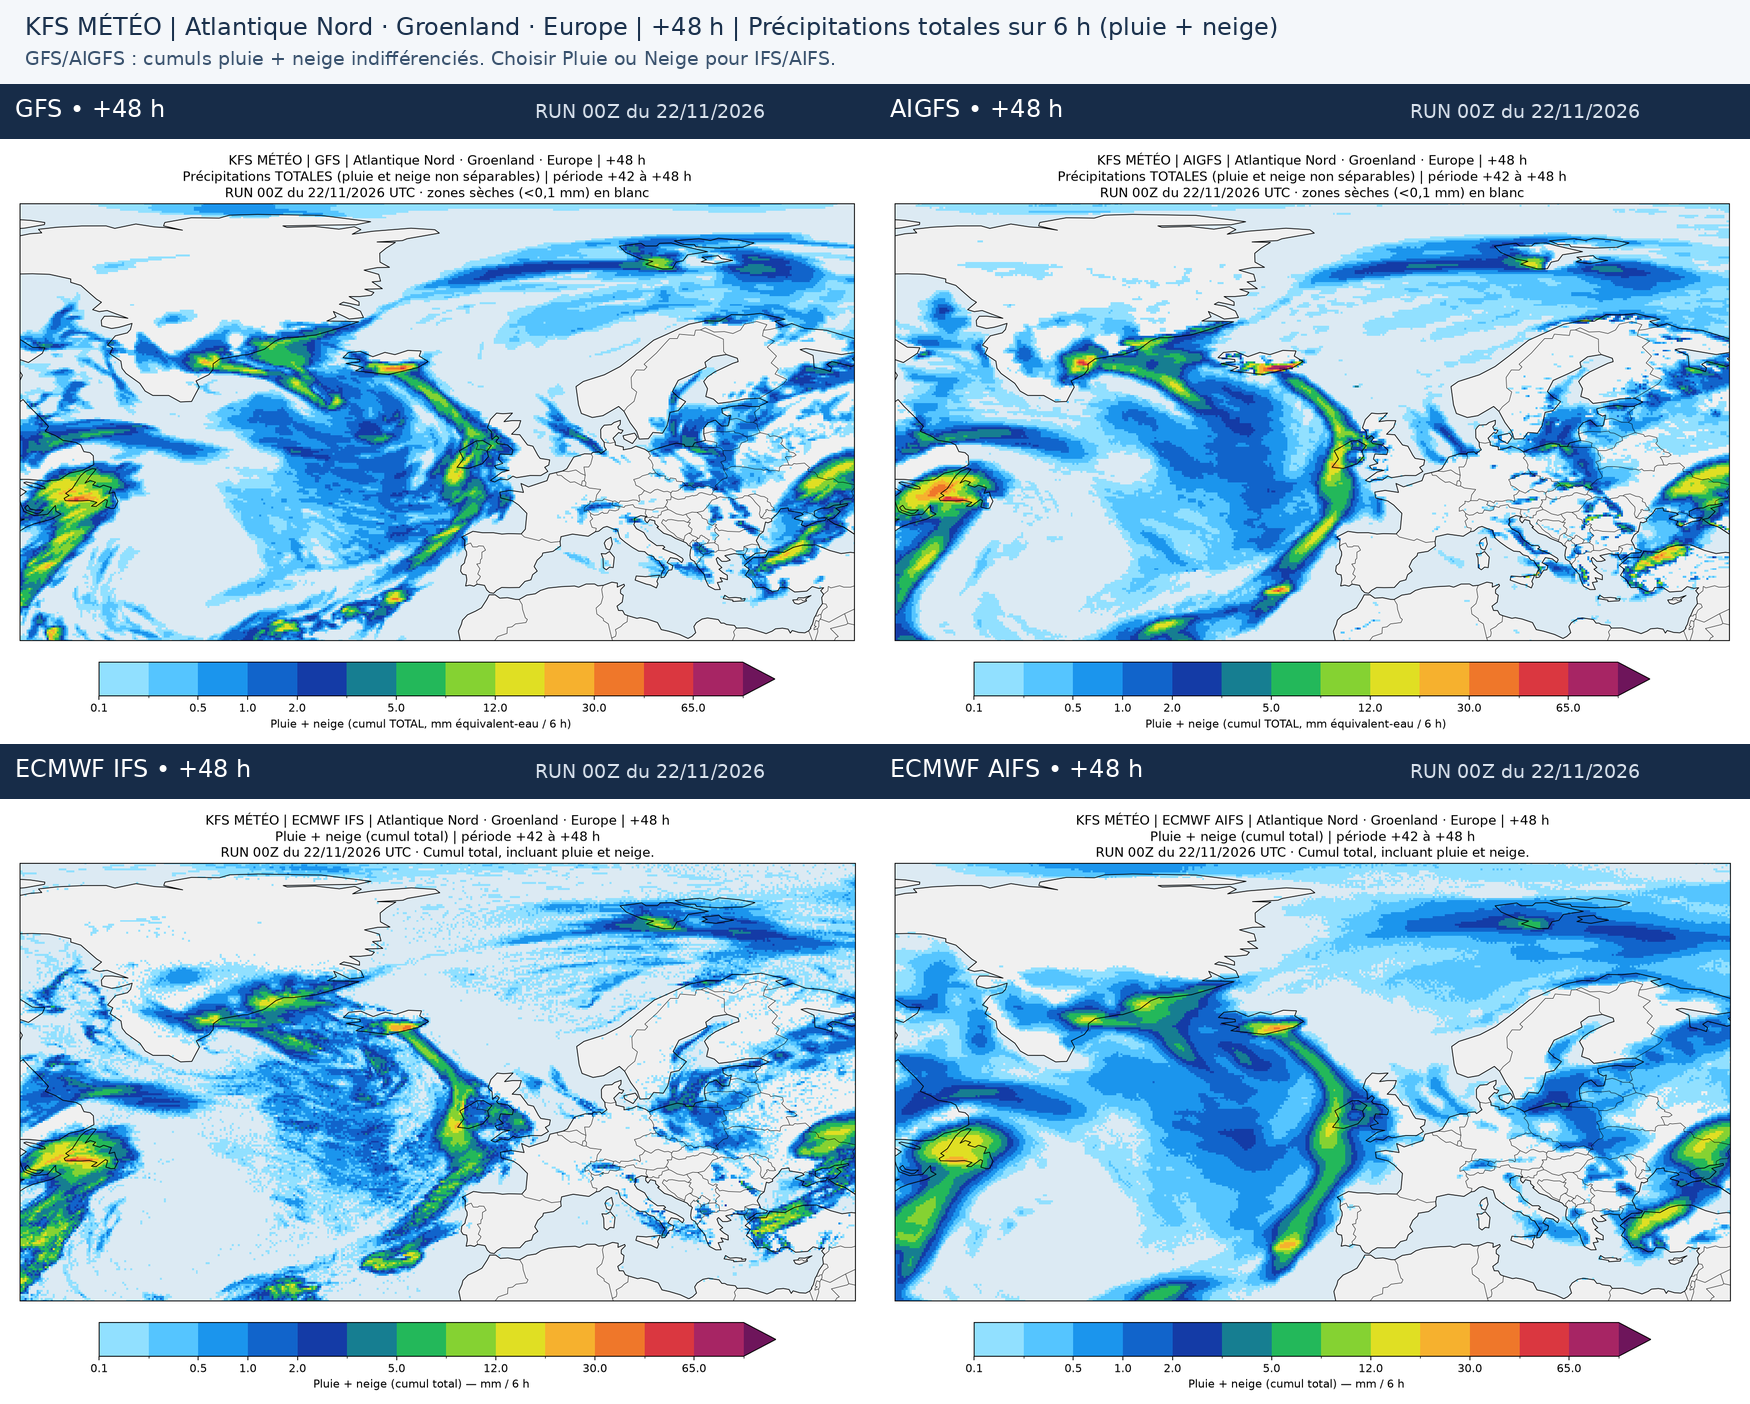 KFS MÉTÉO | Atlantique Nord · Groenland · Europe | +48 h | Précipitations totales sur 6 h (pluie + neige)
GFS/AIGFS : cumuls pluie + neige indifférenciés. Choisir Pluie ou Neige pour IFS/AIFS.
GFS • +48 h
RUN 00Z du 22/11/2026
AIGFS • +48 h
RUN 00Z du 22/11/2026
KFS MÉTÉO | GFS | Atlantique Nord · Groenland · Europe | +48 h
Précipitations TOTALES (pluie et neige non séparables) | période +42 à +48 h
RUN 00Z du 22/11/2026 UTC · zones sèches (<0,1 mm) en blanc
KFS MÉTÉO | AIGFS | Atlantique Nord · Groenland · Europe | +48 h
Précipitations TOTALES (pluie et neige non séparables) | période +42 à +48 h
RUN 00Z du 22/11/2026 UTC · zones sèches (<0,1 mm) en blanc
0.1 0.5 1.0 2.0 5.0 12.0 30.0 65.0
Pluie + neige (cumul TOTAL, mm équivalent-eau / 6 h)
0.1 0.5 1.0 2.0 5.0 12.0 30.0 65.0
Pluie + neige (cumul TOTAL, mm équivalent-eau / 6 h)
ECMWF IFS • +48 h
RUN 00Z du 22/11/2026
ECMWF AIFS • +48 h
RUN 00Z du 22/11/2026
KFS MÉTÉO | ECMWF IFS | Atlantique Nord · Groenland · Europe | +48 h
Pluie + neige (cumul total) | période +42 à +48 h
RUN 00Z du 22/11/2026 UTC · Cumul total, incluant pluie et neige.
KFS MÉTÉO | ECMWF AIFS | Atlantique Nord · Groenland · Europe | +48 h
Pluie + neige (cumul total) | période +42 à +48 h
RUN 00Z du 22/11/2026 UTC · Cumul total, incluant pluie et neige.
0.1 0.5 1.0 2.0 5.0 12.0 30.0 65.0
Pluie + neige (cumul total) — mm / 6 h
0.1 0.5 1.0 2.0 5.0 12.0 30.0 65.0
Pluie + neige (cumul total) — mm / 6 h